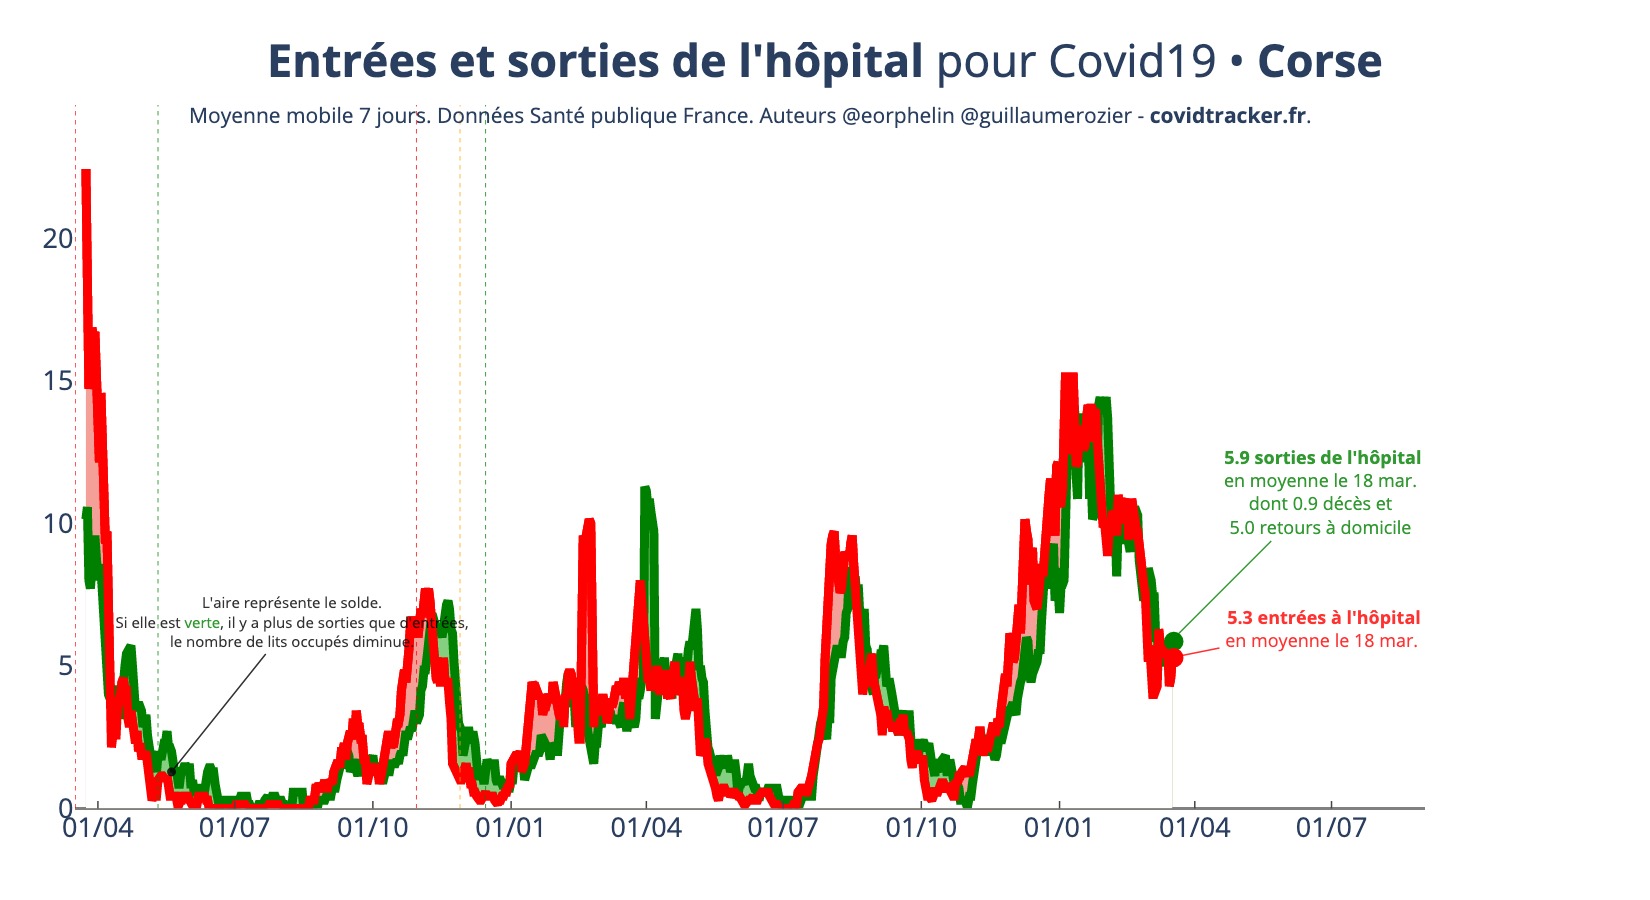 Entrées et sorties de l'hôpital pour Covid19 • Corse
Moyenne mobile 7 jours. Données Santé publique France. Auteurs @eorphelin @guillaumerozier - covidtracker.fr.
20
15
10
5
0
5.9 sorties de l'hôpital
en moyenne le 18 mar.
dont 0.9 décès et
5.0 retours à domicile
L'aire représente le solde.
Si elle est verte, il y a plus de sorties que d'entrées,
le nombre de lits occupés diminue.
5.3 entrées à l'hôpital
en moyenne le 18 mar.
01/04 01/07 01/10 01/01 01/04 01/07 01/10 01/01 01/04 01/07